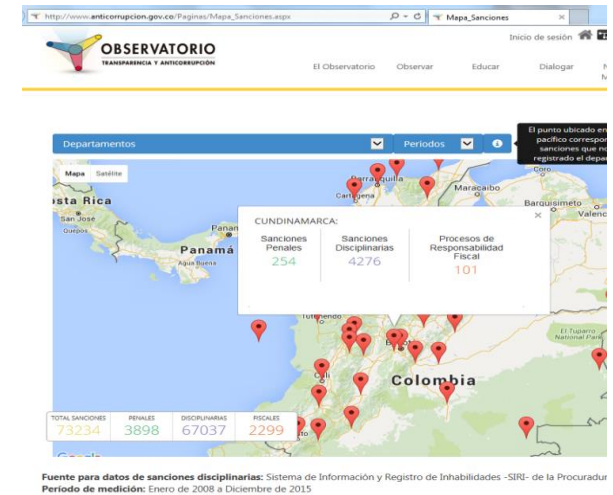 http://www.anticorrupcion.gov.co/Paginas/Mapa_Sanciones.aspx
Mapa_Sanciones
Inicio de sesión
OBSERVATORIO
TRANSPARENCIA Y ANTICORRUPCIÓN
El Observatorio Observar Educar Dialogar
Departamentos Periodos
El punto ubicado en
pacífico correspon
sanciones que no
registrado el depar
Mapa Satélite
Barranquilla
Cartagena
Maracaibo
Coro
Barquisimeto
Valenc
sta Rica
San José
Quepos
Panamá
Agua Buena
CUNDINAMARCA:
Sanciones Penales
254
Sanciones Disciplinarias
4276
Procesos de Responsabilidad Fiscal
101
El Tuparro
National Park
Cali
Colombia
TOTAL SANCIONES PENALES DISCIPLINARIAS FISCALES
73234 3898 67037 2299
Fuente para datos de sanciones disciplinarias: Sistema de Información y Registro de Inhabilidades -SIRI- de la Procuradur
Período de medición: Enero de 2008 a Diciembre de 2015